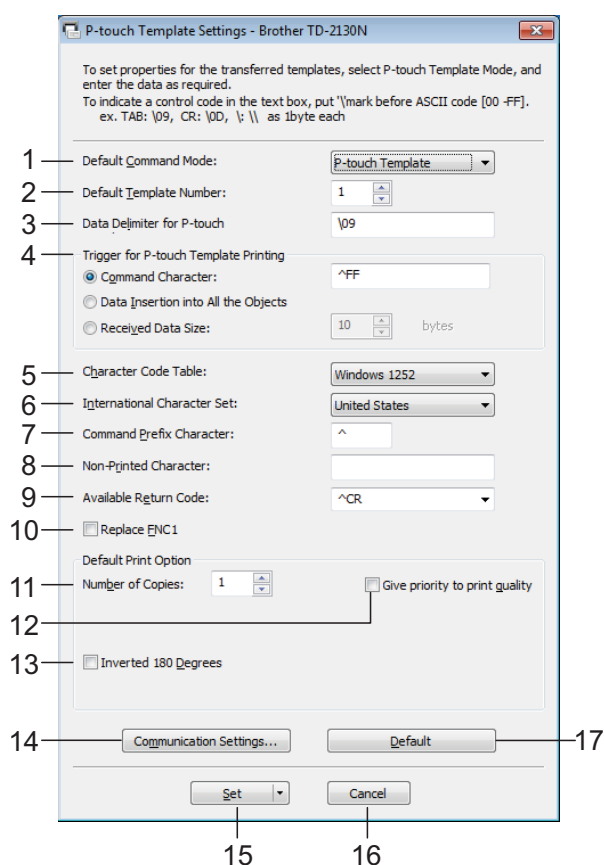 P-touch Template Settings - Brother TD-2130N
To set properties for the transferred templates, select P-touch Template Mode, and
enter the data as required.
To indicate a control code in the text box, put '\'mark before ASCII code [00 -FF].
ex. TAB: \09, CR: \0D, \: \\ as 1byte each
1 Default Command Mode: P-touch Template
2 Default Template Number: 1
3 Data Delimiter for P-touch \09
4 Trigger for P-touch Template Printing
Command Character: ^FF
Data Insertion into All the Objects
Received Data Size: 10 bytes
5 Character Code Table: Windows 1252
6 International Character Set: United States
7 Command Prefix Character: ^
8 Non-Printed Character:
9 Available Return Code: ^CR
10 Replace FNC1
Default Print Option
11 Number of Copies: 1 Give priority to print quality
12
13 Inverted 180 Degrees
14 Communication Settings... Default 17
Set Cancel
15 16